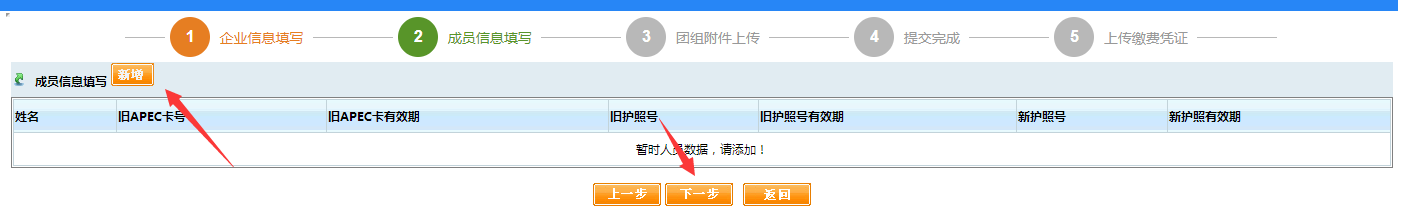 1 企业信息填写 2 成员信息填写 3 团组附件上传 4 提交完成 5 上传缴费凭证
成员信息填写 新增
姓名 旧APEC卡号 旧APEC卡有效期 旧护照号 旧护照号有效期 新护照号 新护照有效期
暂时人员数据，请添加！
上一步 下一步 返回